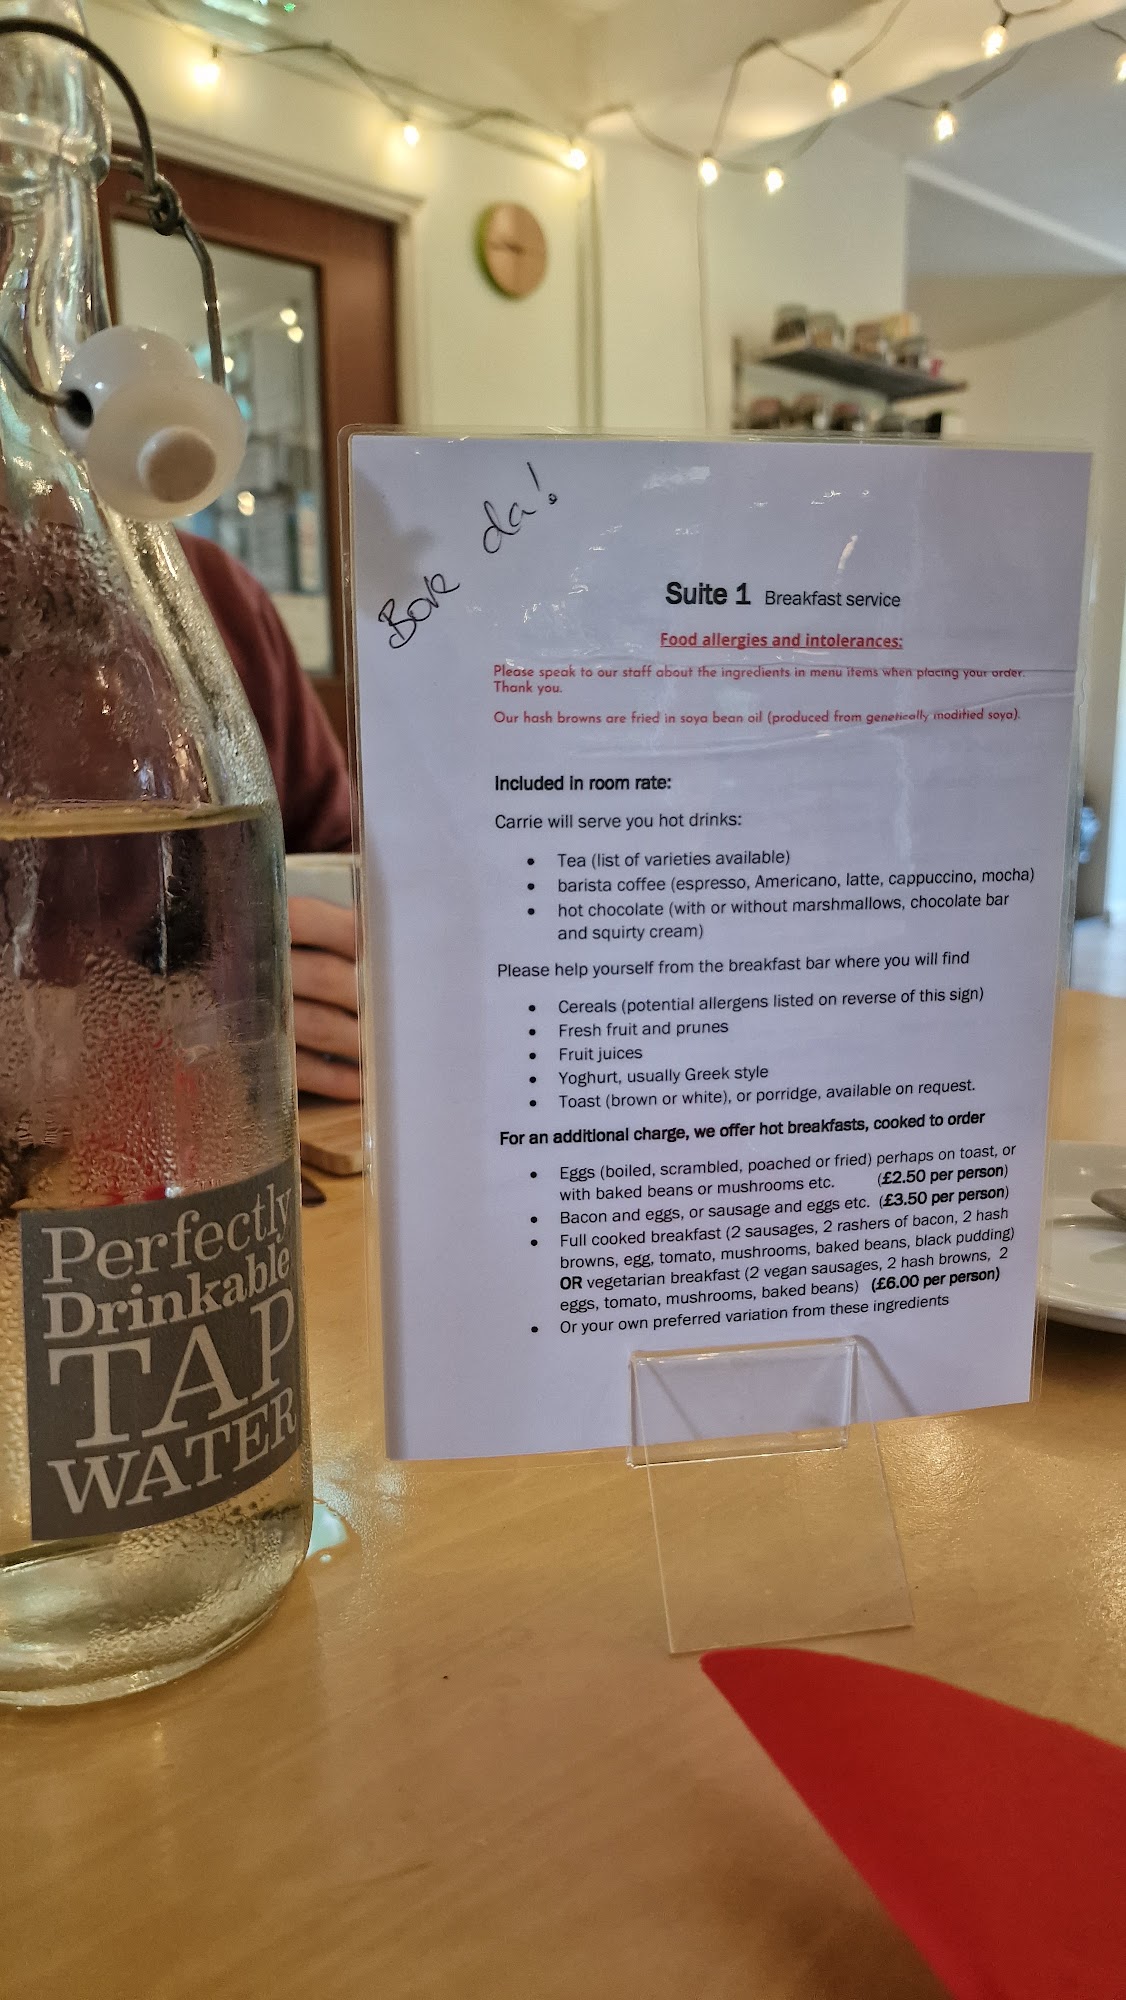 Bore da!
Suite 1 Breakfast service
Food allergies and intolerances:
Please speak to our staff about the ingredients in menu items when placing your order.
Thank you.
Our hash browns are fried in soya bean oil (produced from genetically modified soya).
Included in room rate:
Carrie will serve you hot drinks:
• Tea (list of varieties available)
• barista coffee (espresso, Americano, latte, cappuccino, mocha)
• hot chocolate (with or without marshmallows, chocolate bar
and squirty cream)
Please help yourself from the breakfast bar where you will find
• Cereals (potential allergens listed on reverse of this sign)
• Fresh fruit and prunes
• Fruit juices
• Yoghurt, usually Greek style
• Toast (brown or white), or porridge, available on request.
For an additional charge, we offer hot breakfasts, cooked to order
• Eggs (boiled, scrambled, poached or fried) perhaps on toast, or
with baked beans or mushrooms etc. (£2.50 per person)
• Bacon and eggs, or sausage and eggs etc. (£3.50 per person)
• Full cooked breakfast (2 sausages, 2 rashers of bacon, 2 hash
browns, egg, tomato, mushrooms, baked beans, black pudding)
OR vegetarian breakfast (2 vegan sausages, 2 hash browns, 2
eggs, tomato, mushrooms, baked beans) (£6.00 per person)
• Or your own preferred variation from these ingredients
Perfectly
Drinkable
TAP
WATER